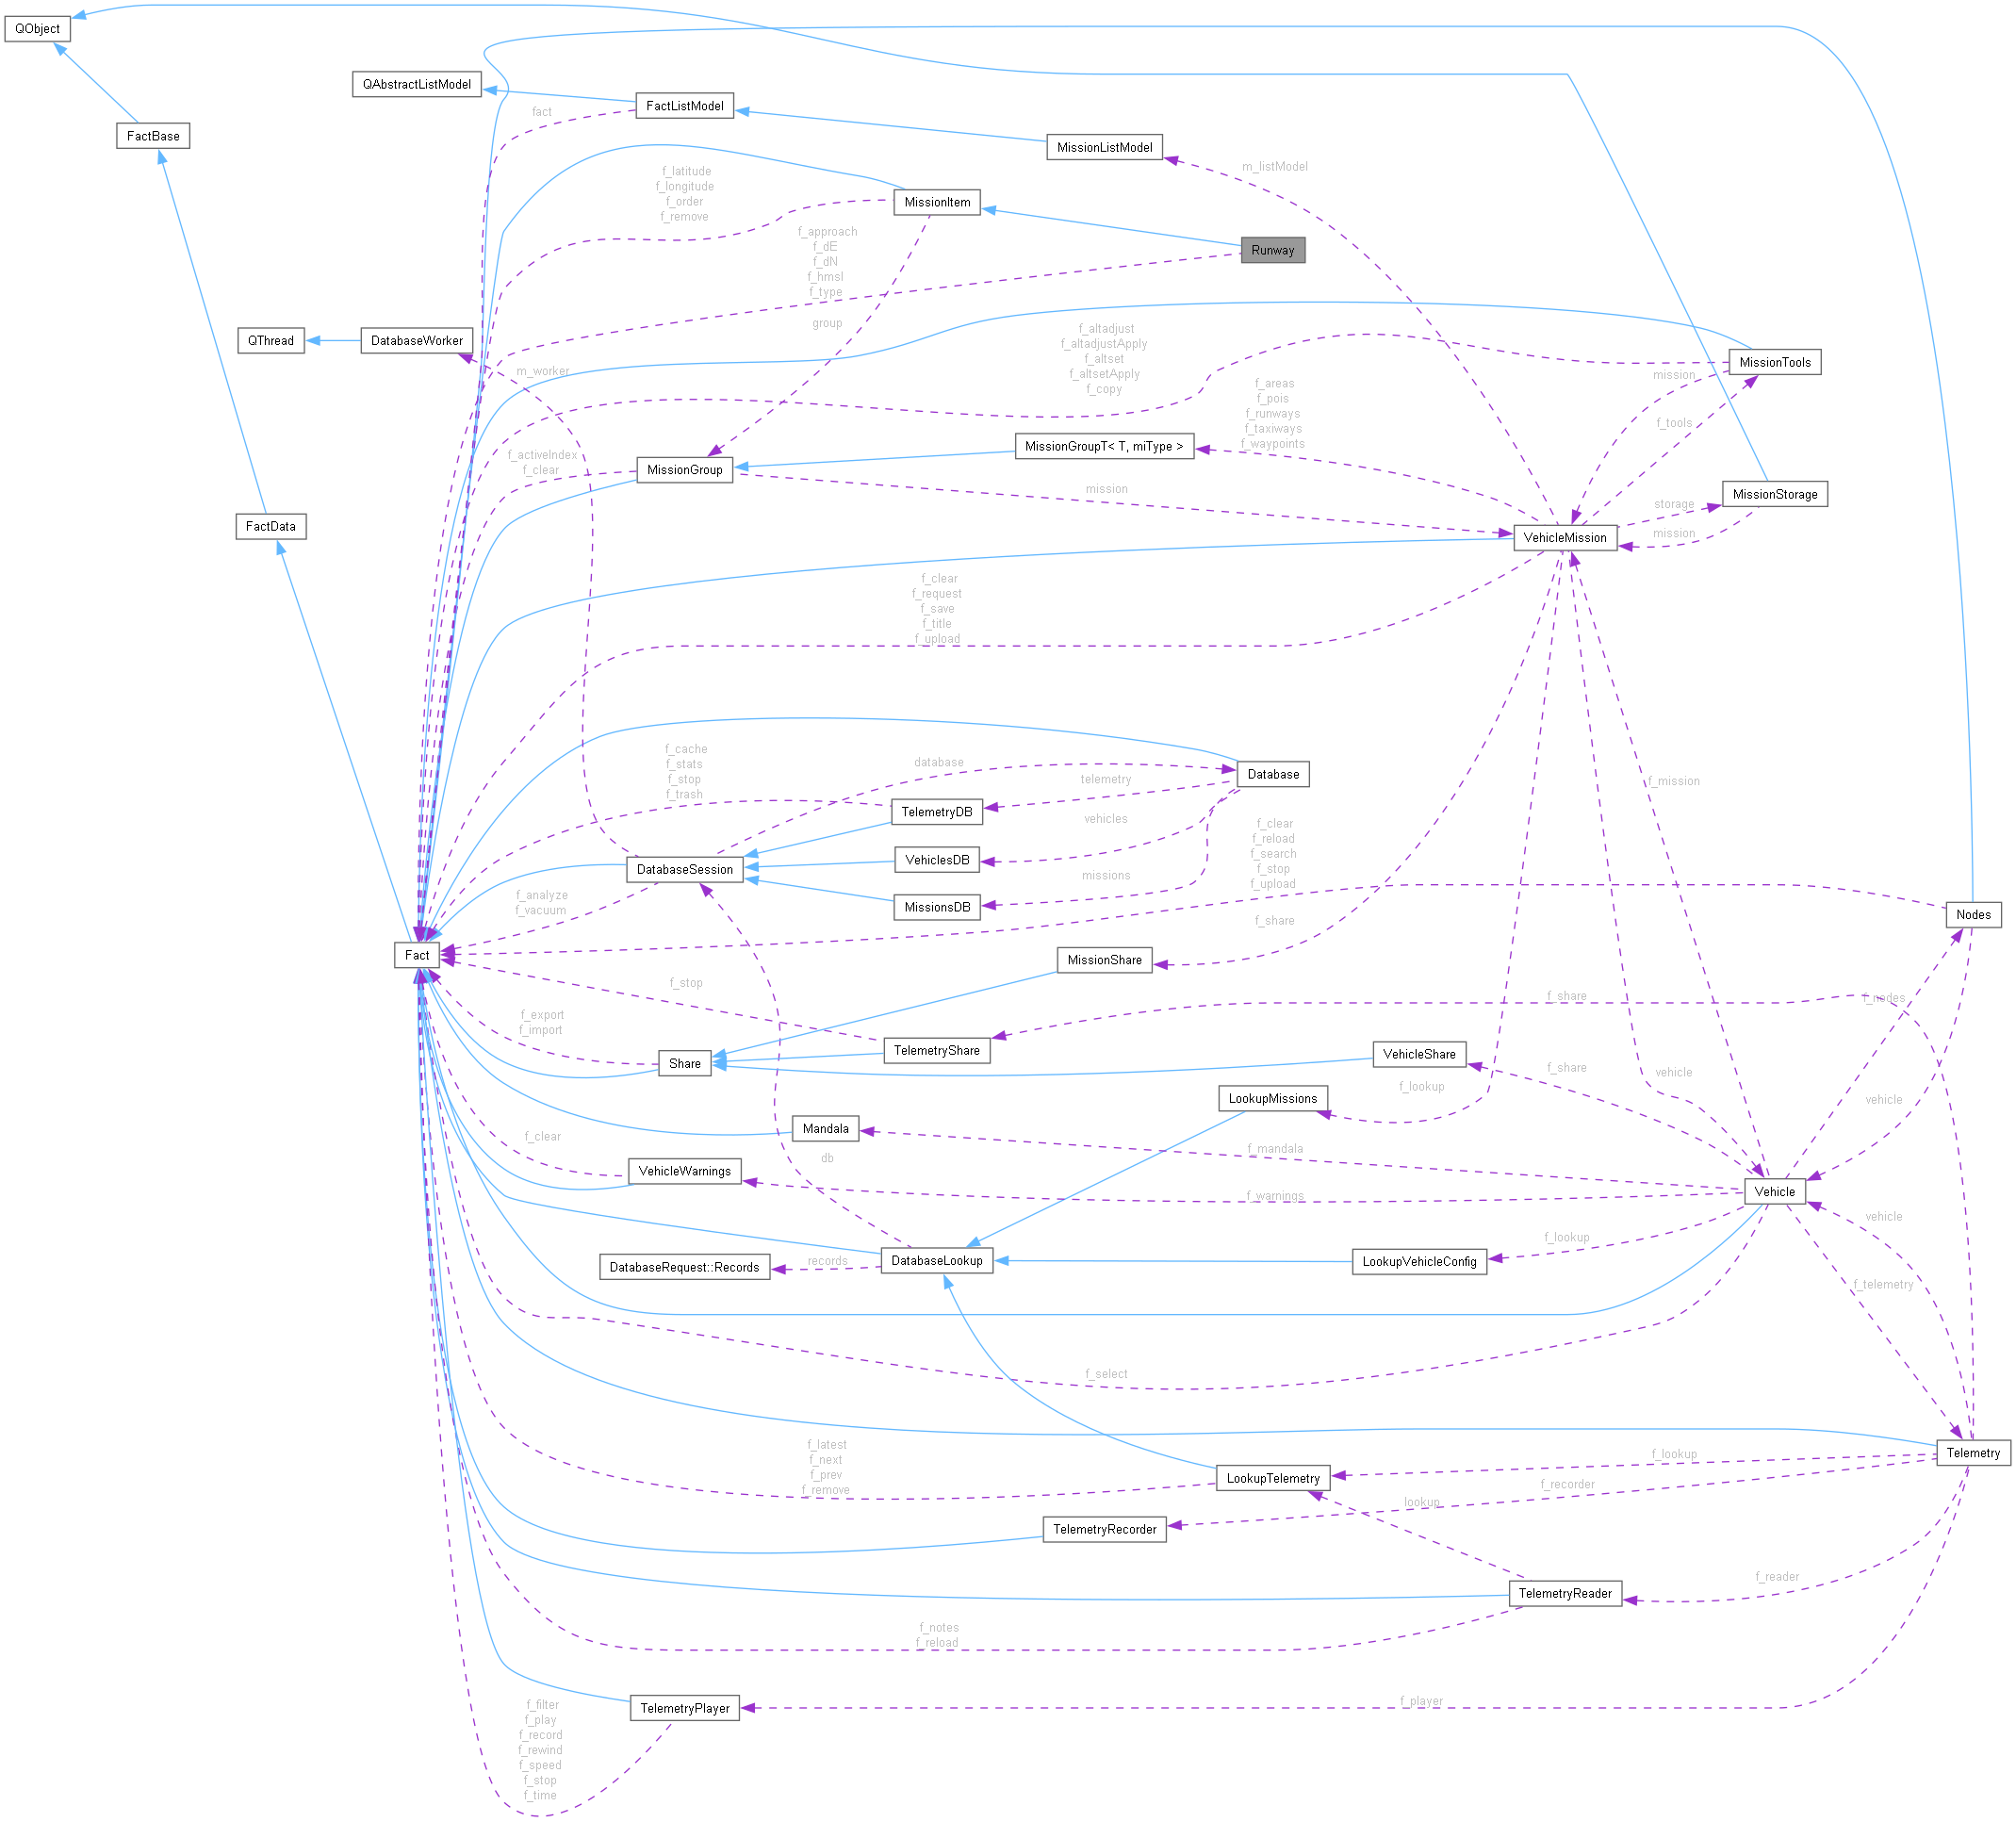 QObject
QAbstractListModel
FactListModel
fact
FactBase
MissionListModel
m_listModel
f_latitude
f_longitude
f_order
f_remove
MissionItem
f_approach
f_dE
f_dN
f_hmsl
f_type
Runway
group
QThread
DatabaseWorker
m_worker
f_altadjust
f_altadjustApply
f_altset
f_altsetApply
f_copy
MissionTools
mission
f_areas
f_pois
f_runways
f_taxiways
f_waypoints
f_tools
MissionGroupT< T, miType >
f_activeIndex
f_clear
MissionGroup
mission
MissionStorage
storage
mission
FactData
VehicleMission
f_clear
f_request
f_save
f_title
f_upload
f_cache
f_stats
f_stop
f_trash
database
Database
telemetry
f_mission
TelemetryDB
vehicles
f_clear
f_reload
f_search
f_stop
f_upload
VehiclesDB
DatabaseSession
missions
f_analyze
f_vacuum
MissionsDB
Nodes
f_share
Fact
MissionShare
f_stop
f_share
f_nodes
f_export
f_import
TelemetryShare
VehicleShare
Share
f_share
vehicle
f_lookup
LookupMissions
vehicle
Mandala
f_clear
f_mandala
db
VehicleWarnings
f_warnings
Vehicle
vehicle
f_lookup
DatabaseRequest::Records
records
DatabaseLookup
LookupVehicleConfig
f_telemetry
f_select
f_latest
f_next
f_prev
f_remove
f_lookup
Telemetry
LookupTelemetry
f_recorder
lookup
TelemetryRecorder
f_reader
TelemetryReader
f_notes
f_reload
f_filter
f_play
f_record
f_rewind
f_speed
f_stop
f_time
TelemetryPlayer
f_player